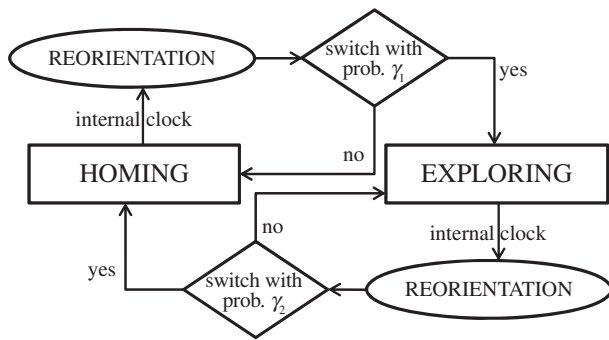 REORIENTATION
switch with
prob. γ₁
yes
internal clock
no
HOMING
EXPLORING
no
internal clock
yes
switch with
prob. γ₂
REORIENTATION